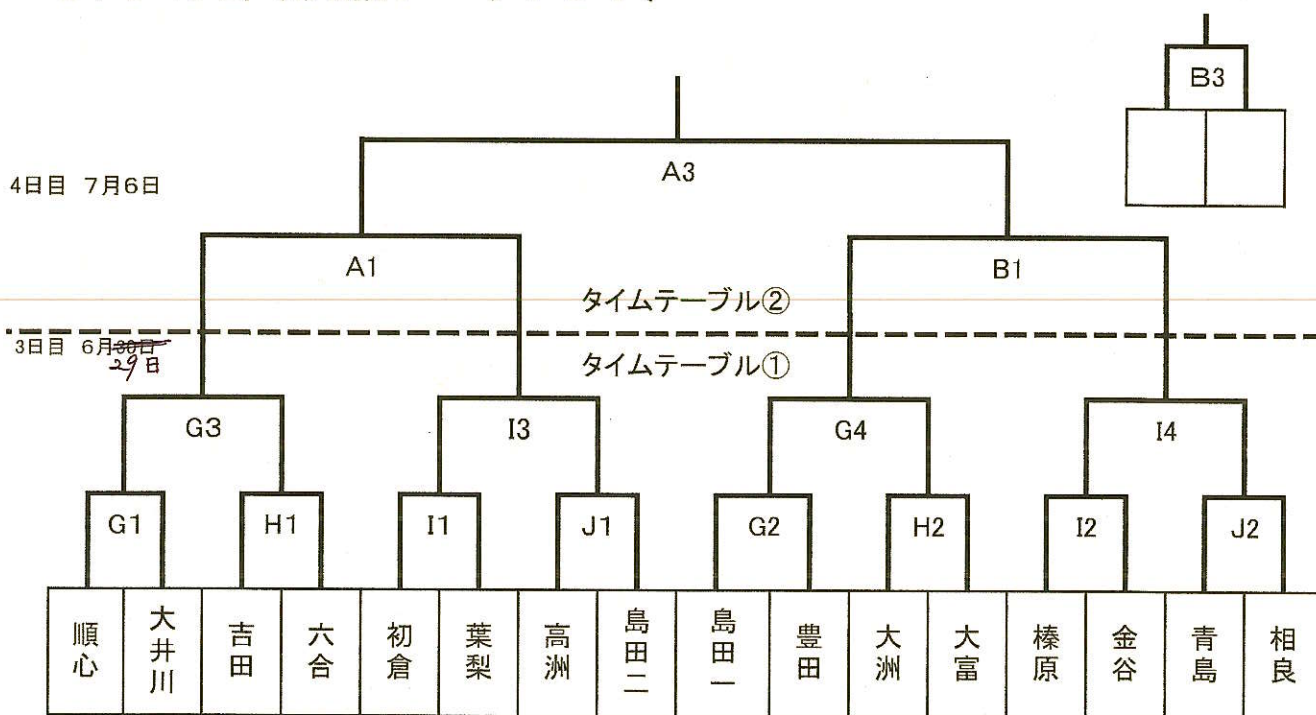 B3
A3
4日目 7月6日
A1
B1
タイムテーブル②
3日目 6月30日
29日
タイムテーブル①
G3
I3
G4
I4
G1
H1
I1
J1
G2
H2
I2
J2
順心
大井川
吉田
六合
初倉
葉梨
高洲
島田二
島田一
豊田
大洲
大富
榛原
金谷
青島
相良